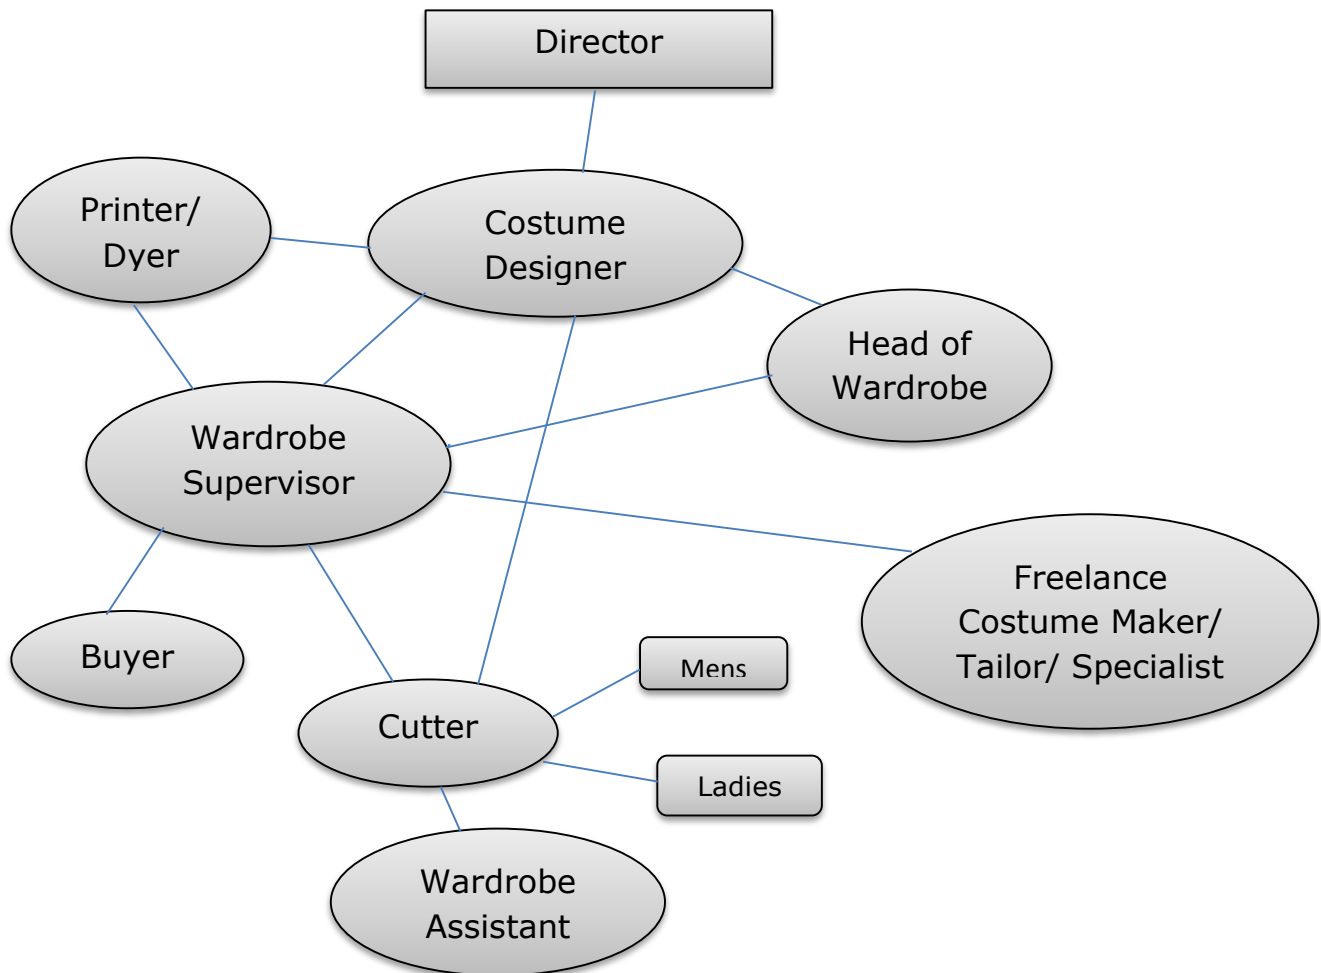 Director
Printer/
Dyer
Costume
Designer
Head of
Wardrobe
Wardrobe
Supervisor
Freelance
Costume Maker/
Tailor/ Specialist
Buyer
Mens
Cutter
Ladies
Wardrobe
Assistant